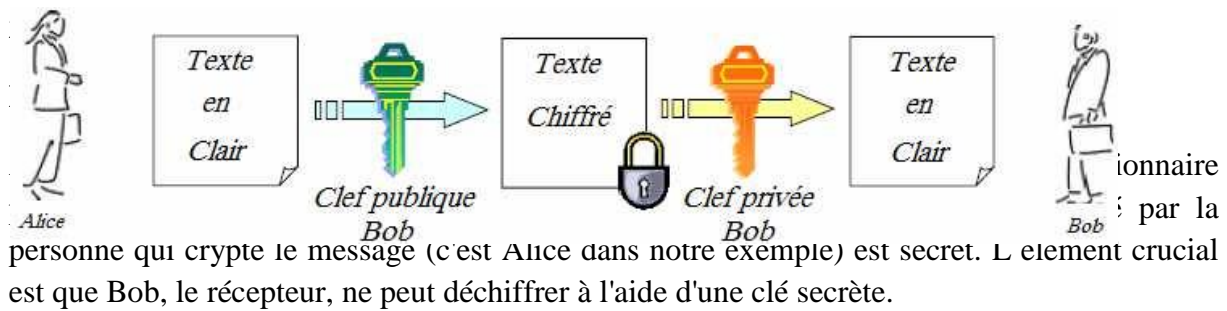 Texte
en
Clair
Texte
Chiffré
Texte
en
Clair
Clef publique
Bob
Clef privée
Bob
Alice
Bob
ionnaire
par la
personne qui crypte le message (c'est Alice dans notre exemple) est secret. L'élément crucial
est que Bob, le récepteur, ne peut déchiffrer à l'aide d'une clé secrète.